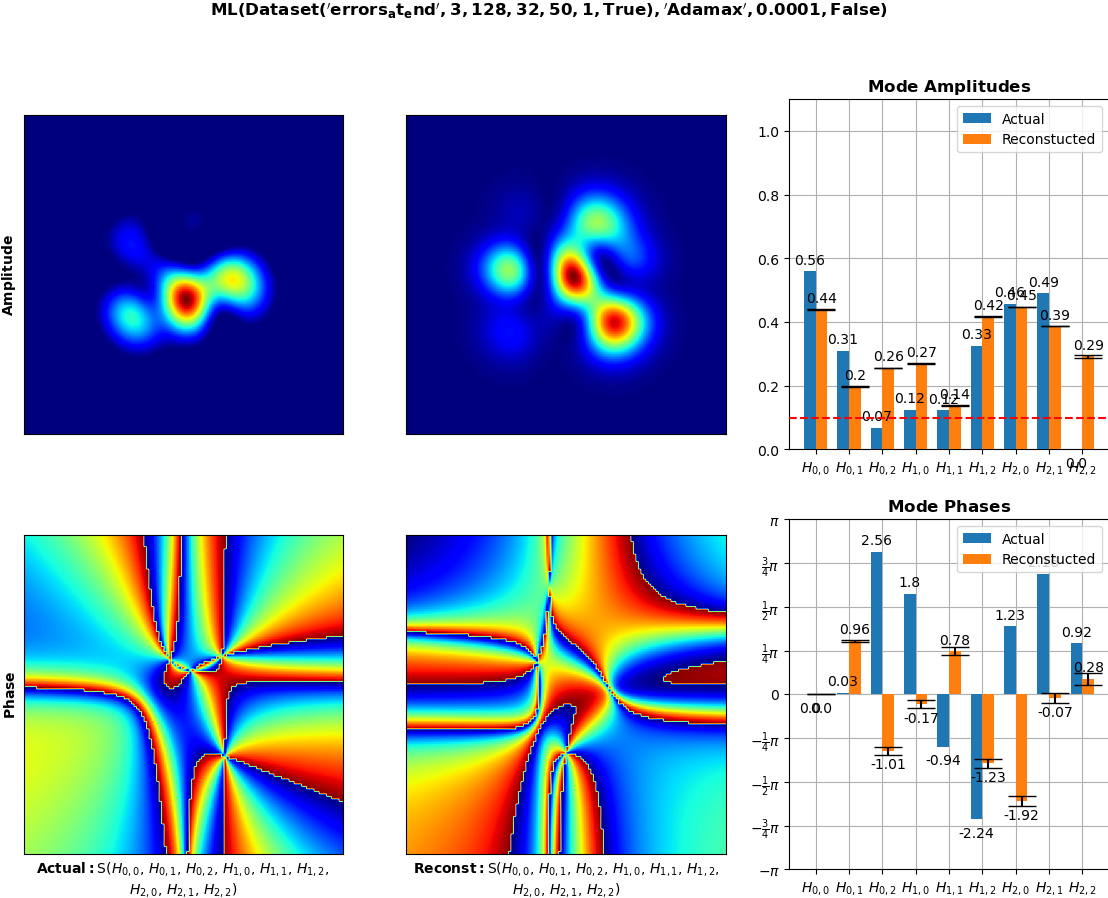 ML(Dataset('errors_at_end', 3, 128, 32, 50, 1, True), 'Adamax', 0.0001, False)
Amplitude
Mode Amplitudes
Actual
Reconstucted
1.0
0.8
0.6
0.4
0.2
0.0
0.56
0.44
0.31
0.2
0.07
0.26
0.12
0.27
0.12
0.14
0.33
0.42
0.46
0.45
0.49
0.39
0.0
0.29
H0,0 H0,1 H0,2 H1,0 H1,1 H1,2 H2,0 H2,1 H2,2
Phase
Actual: S(H0,0, H0,1, H0,2, H1,0, H1,1, H1,2,
H2,0, H2,1, H2,2)
Reconst: S(H0,0, H0,1, H0,2, H1,0, H1,1, H1,2,
H2,0, H2,1, H2,2)
Mode Phases
Actual
Reconstucted
π
3/4π
1/2π
1/4π
0
−1/4π
−1/2π
−3/4π
−π
0.0
0.0
0.03
0.96
2.56
-1.01
1.8
-0.17
-0.94
0.78
-2.24
-1.23
1.23
-1.92
-0.07
0.92
0.28
H0,0 H0,1 H0,2 H1,0 H1,1 H1,2 H2,0 H2,1 H2,2